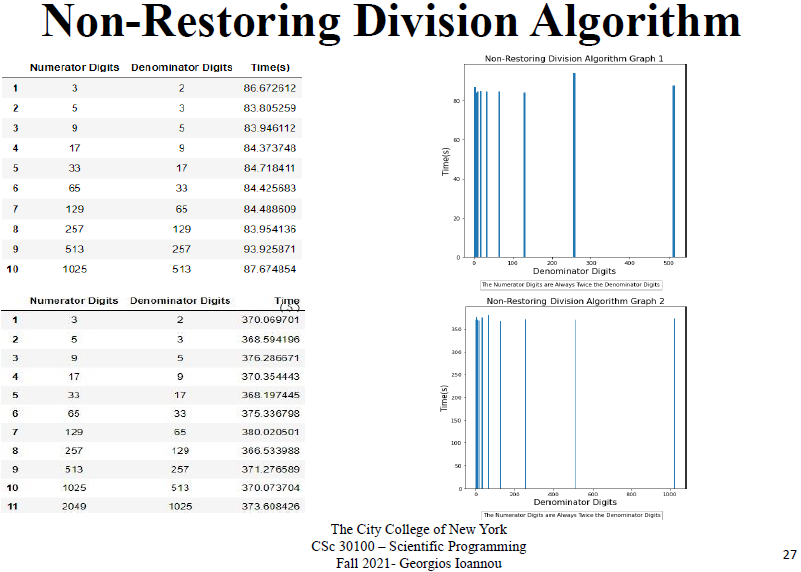 Non-Restoring Division Algorithm
Numerator Digits Denominator Digits Time(s)
1 3 2 86.672612
2 5 3 83.805259
3 9 5 83.946112
4 17 9 84.373748
5 33 17 84.718411
6 65 33 84.425683
7 129 65 84.488609
8 257 129 83.954136
9 513 257 93.925871
10 1025 513 87.674854
Non-Restoring Division Algorithm Graph 1
Time(s)
80
60
40
20
0
0 100 200 300 400 500
Denominator Digits
The Numerator Digits are Always Twice the Denominator Digits
Numerator Digits Denominator Digits Time
(s)
1 3 2 370.069701
2 5 3 368.594196
3 9 5 376.286671
4 17 9 370.354443
5 33 17 368.197445
6 65 33 375.336798
7 129 65 380.020501
8 257 129 366.533988
9 513 257 371.276589
10 1025 513 370.073704
11 2049 1025 373.608426
Non-Restoring Division Algorithm Graph 2
Time(s)
350
300
250
200
150
100
50
0
0 200 400 600 800 1000
Denominator Digits
The Numerator Digits are Always Twice the Denominator Digits
The City College of New York
CSc 30100 – Scientific Programming
Fall 2021- Georgios Ioannou
27